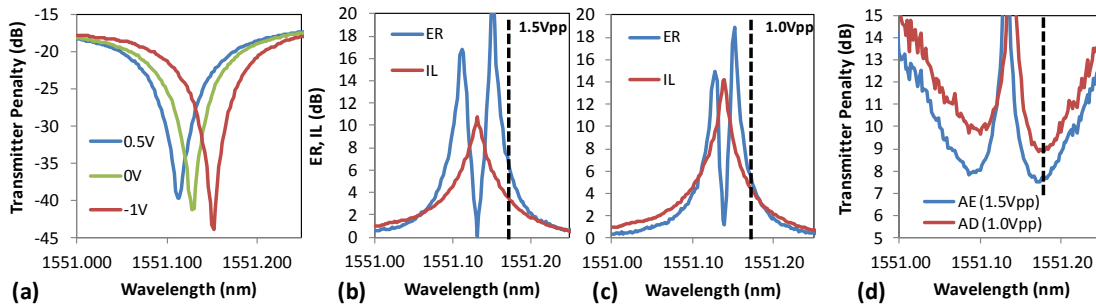 Transmitter Penalty (dB)
-10
-15
-20
-25
-30
-35
-40
-45
0.5V
0V
-1V
1551.000
1551.100
1551.200
Wavelength (nm)
(a)
ER, IL (dB)
20
18
16
14
12
10
8
6
4
2
0
1.5Vpp
ER
IL
1551.00
1551.10
1551.20
Wavelength (nm)
(b)
20
18
16
14
12
10
8
6
4
2
0
1.0Vpp
ER
IL
1551.00
1551.10
1551.20
Wavelength (nm)
(c)
Transmitter Penalty (dB)
15
14
13
12
11
10
9
8
7
6
5
AE (1.5Vpp)
AD (1.0Vpp)
1551.00
1551.10
1551.20
Wavelength (nm)
(d)